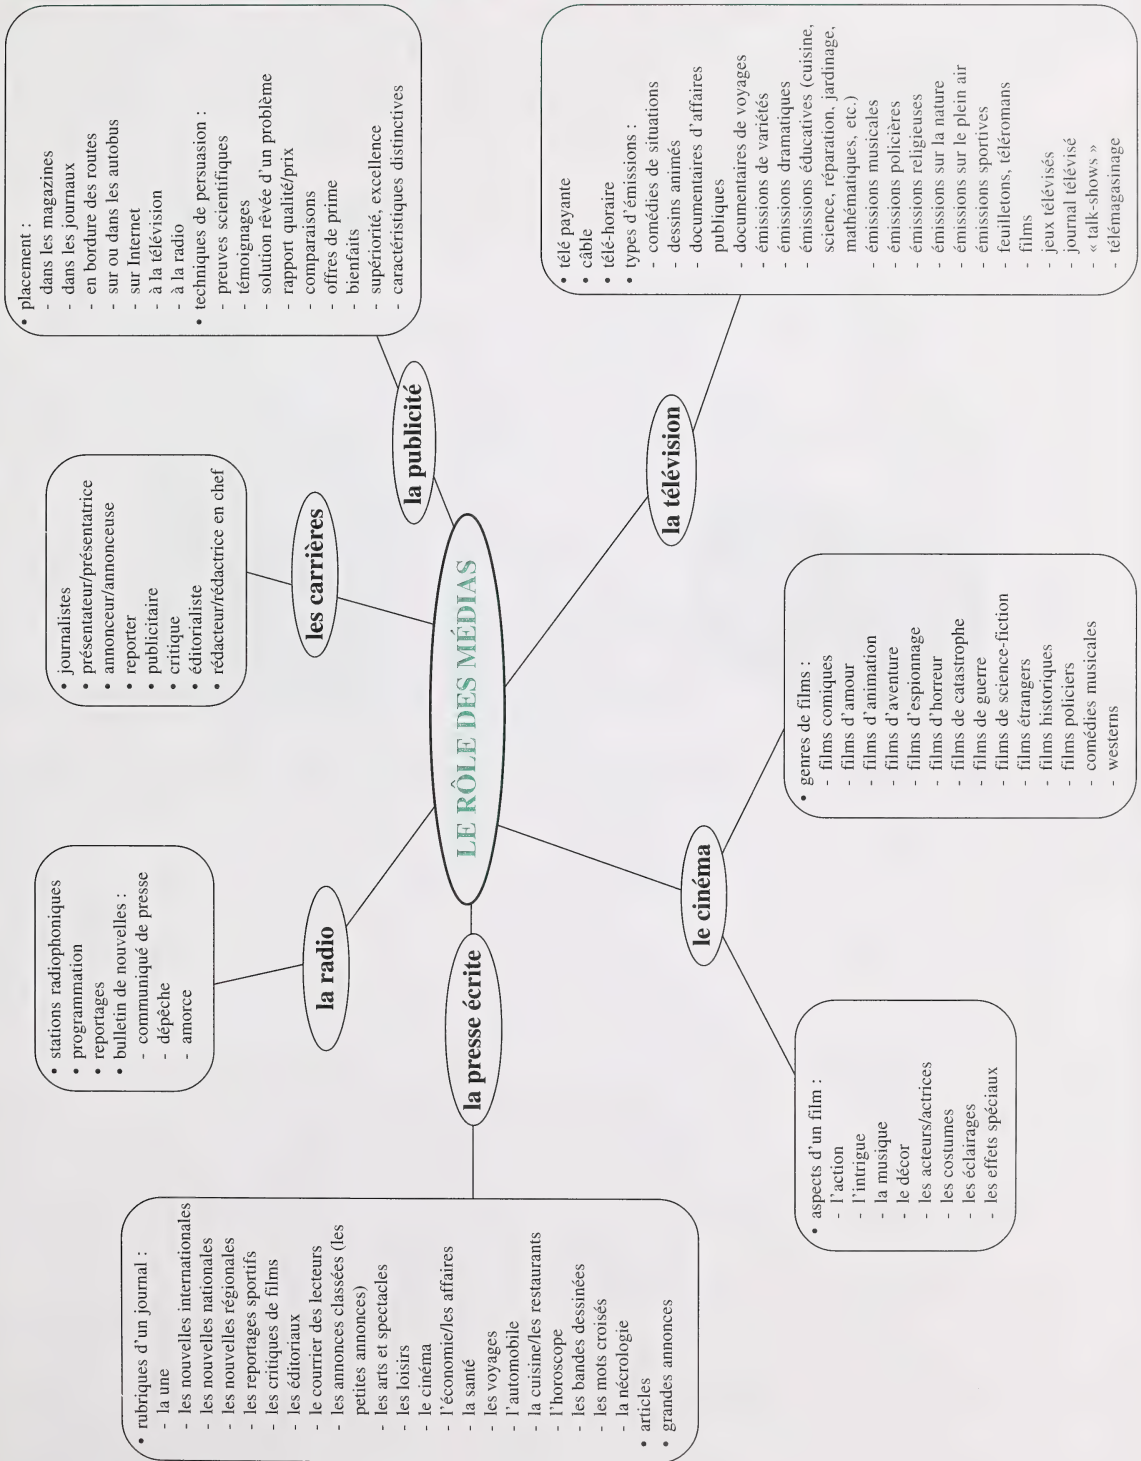 LE RÔLE DES MÉDIAS
la presse écrite
• rubriques d'un journal :
- la une
- les nouvelles internationales
- les nouvelles nationales
- les nouvelles régionales
- les reportages sportifs
- les critiques de films
- les éditoriaux
- le courrier des lecteurs
- les annonces classées (les
petites annonces)
- les arts et spectacles
- les loisirs
- le cinéma
- l'économie/les affaires
- la santé
- les voyages
- l'automobile
- la cuisine/les restaurants
- l'horoscope
- les bandes dessinées
- les mots croisés
- la nécrologie
• articles
• grandes annonces
la radio
• stations radiophoniques
• programmation
• reportages
• bulletin de nouvelles :
- communiqué de presse
- dépêche
- amorce
les carrières
• journalistes
• présentateur/présentatrice
• annonceur/annonceuse
• reporter
• publicitaire
• critique
• éditorialiste
• rédacteur/rédactrice en chef
la publicité
• placement :
- dans les magazines
- dans les journaux
- en bordure des routes
- sur ou dans les autobus
- sur Internet
- à la télévision
- à la radio
• techniques de persuasion :
- preuves scientifiques
- témoignages
- solution rêvée d'un problème
- rapport qualité/prix
- comparaisons
- offres de prime
- bienfaits
- supériorité, excellence
- caractéristiques distinctives
le cinéma
• aspects d'un film :
- l'action
- l'intrigue
- la musique
- le décor
- les acteurs/actrices
- les costumes
- les éclairages
- les effets spéciaux
• genres de films :
- films comiques
- films d'amour
- films d'animation
- films d'aventure
- films d'espionnage
- films d'horreur
- films de catastrophe
- films de guerre
- films de science-fiction
- films étrangers
- films historiques
- films policiers
- comédies musicales
- westerns
la télévision
• télé payante
• câble
• télé-horaire
• types d'émissions :
- comédies de situations
- dessins animés
- documentaires d'affaires
publiques
- documentaires de voyages
- émissions de variétés
- émissions dramatiques
- émissions éducatives (cuisine,
science, réparation, jardinage,
mathématiques, etc.)
- émissions musicales
- émissions policières
- émissions religieuses
- émissions sur la nature
- émissions sur le plein air
- émissions sportives
- feuilletons, téléromans
- films
- jeux télévisés
- journal télévisé
- « talk-shows »
- télémagasinage